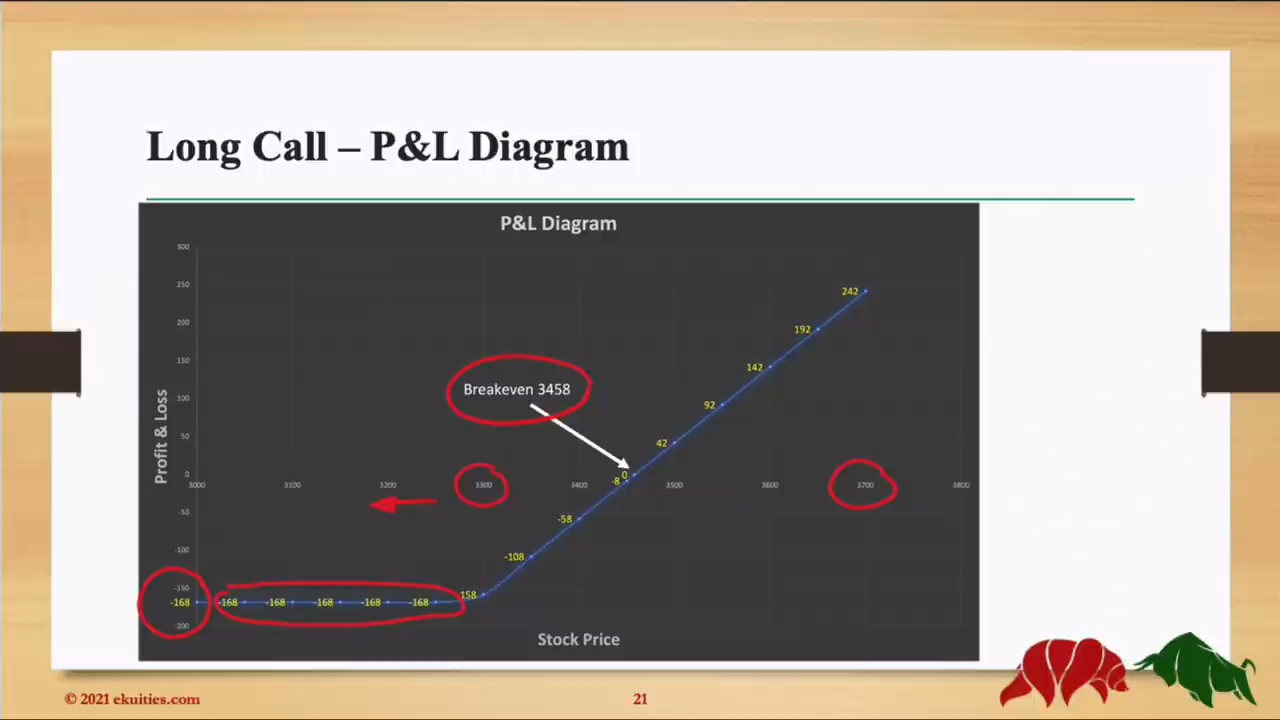 Long Call – P&L Diagram
P&L Diagram
300
250
242
200
192
150
142
Breakeven 3458
100
92
50
42
0
0
-8
3000 3100 3200 3300 3400 3500 3600 3700 3800
-50
-58
-100
-108
-150
158
-168 -168 -168 -168 -168 -168
-200
Profit & Loss
Stock Price
© 2021 ekuities.com
21